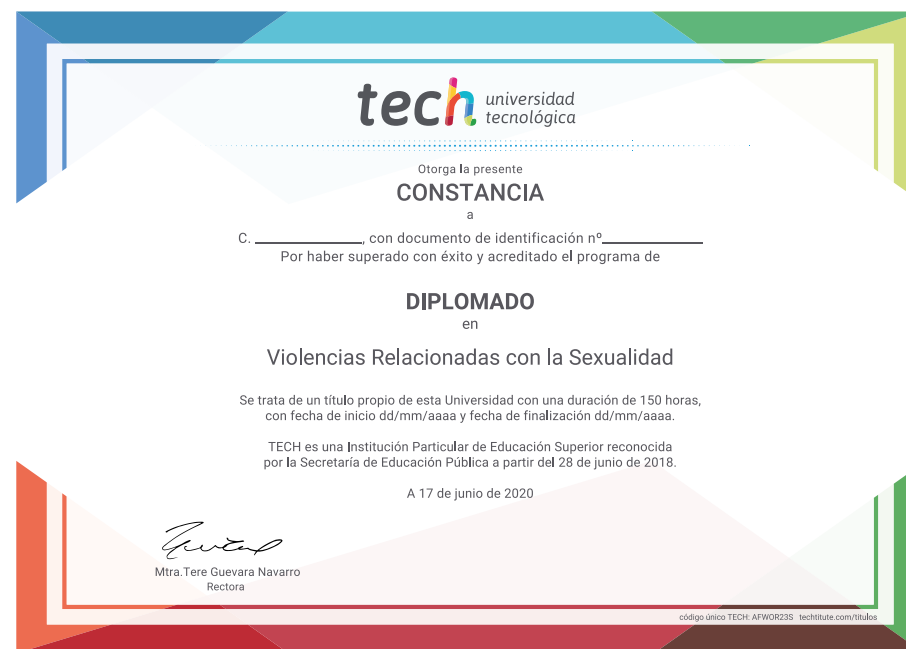 tech universidad
tecnológica
Otorga la presente
CONSTANCIA
a
C. ____________, con documento de identificación nº____________
Por haber superado con éxito y acreditado el programa de
DIPLOMADO
en
Violencias Relacionadas con la Sexualidad
Se trata de un título propio de esta Universidad con una duración de 150 horas,
con fecha de inicio dd/mm/aaaa y fecha de finalización dd/mm/aaaa.
TECH es una Institución Particular de Educación Superior reconocida
por la Secretaría de Educación Pública a partir del 28 de junio de 2018.
A 17 de junio de 2020
Mtra.Tere Guevara Navarro
Rectora
código único TECH: AFWOR23S techtitute.com/titulos